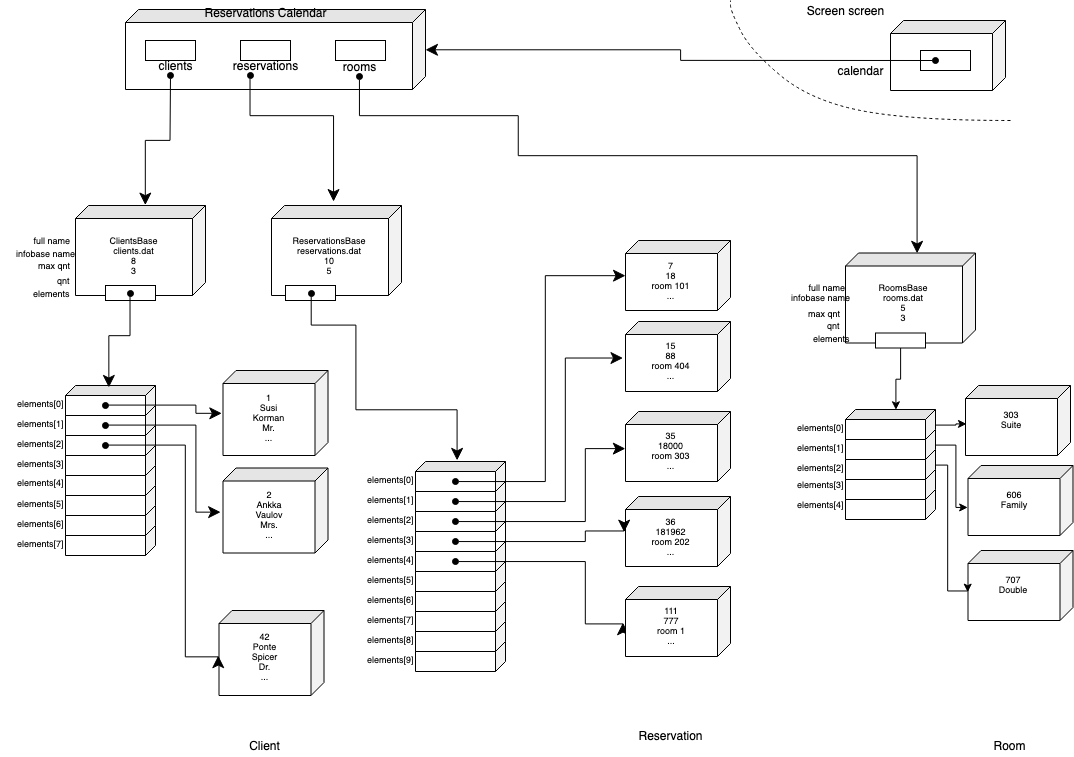 Reservations Calendar
clients
reservations
rooms
Screen screen
calendar
full name
infobase name
max qnt
qnt
elements
ClientsBase
clients.dat
8
3
ReservationsBase
reservations.dat
10
5
full name
infobase name
max qnt
qnt
elements
RoomsBase
rooms.dat
5
3
elements[0]
elements[1]
elements[2]
elements[3]
elements[4]
elements[5]
elements[6]
elements[7]
1
Susi
Korman
Mr.
...
2
Ankka
Vaulov
Mrs.
...
42
Ponte
Spicer
Dr.
...
Client
elements[0]
elements[1]
elements[2]
elements[3]
elements[4]
elements[5]
elements[6]
elements[7]
elements[8]
elements[9]
7
18
room 101
...
15
88
room 404
...
35
18000
room 303
...
36
181962
room 202
...
111
777
room 1
...
Reservation
elements[0]
elements[1]
elements[2]
elements[3]
elements[4]
303
Suite
606
Family
707
Double
Room